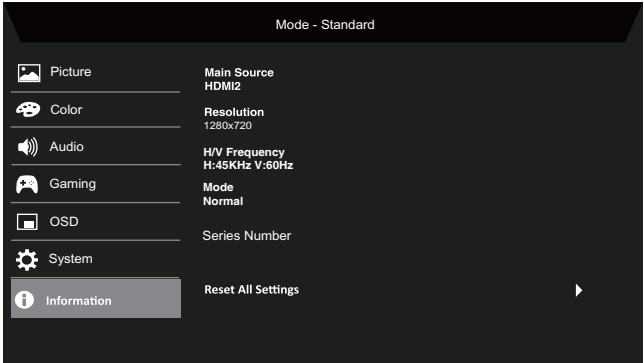 Mode - Standard
Picture
Color
Audio
Gaming
OSD
System
Information
Main Source
HDMI2
Resolution
1280x720
H/V Frequency
H:45KHz V:60Hz
Mode
Normal
Series Number
Reset All Settings